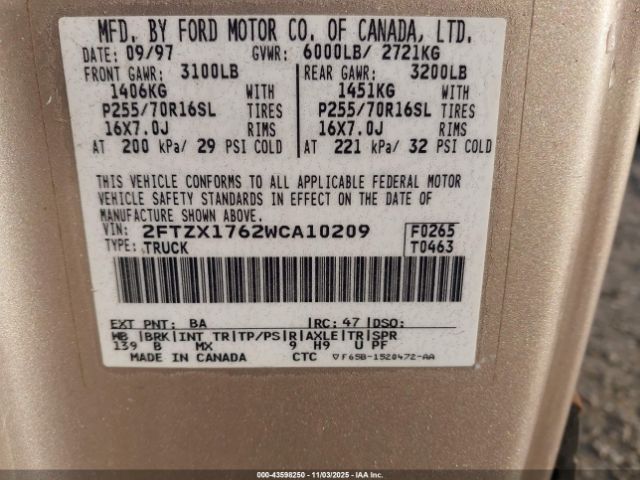 MFD. BY FORD MOTOR CO. OF CANADA, LTD.
DATE: 09/97 GVWR: 6000LB/ 2721KG
FRONT GAWR: 3100LB REAR GAWR: 3200LB
1406KG WITH 1451KG WITH
P255/70R16SL TIRES P255/70R16SL TIRES
16X7.0J RIMS 16X7.0J RIMS
AT 200 kPa/ 29 PSI COLD AT 221 kPa/ 32 PSI COLD
THIS VEHICLE CONFORMS TO ALL APPLICABLE FEDERAL MOTOR
VEHICLE SAFETY STANDARDS IN EFFECT ON THE DATE OF
MANUFACTURE SHOWN ABOVE.
VIN: 2FTZX1762WCA10209 F0265
TYPE: TRUCK T0463
EXT PNT: BA RC: 47 DSO:
WB BRK INT TR TP/PS R AXLE TR SPR
139 B MX 9 H9 U PF
MADE IN CANADA CTC F65B-1520472-AA
000-43598250 - 11/03/2025 - IAA Inc.